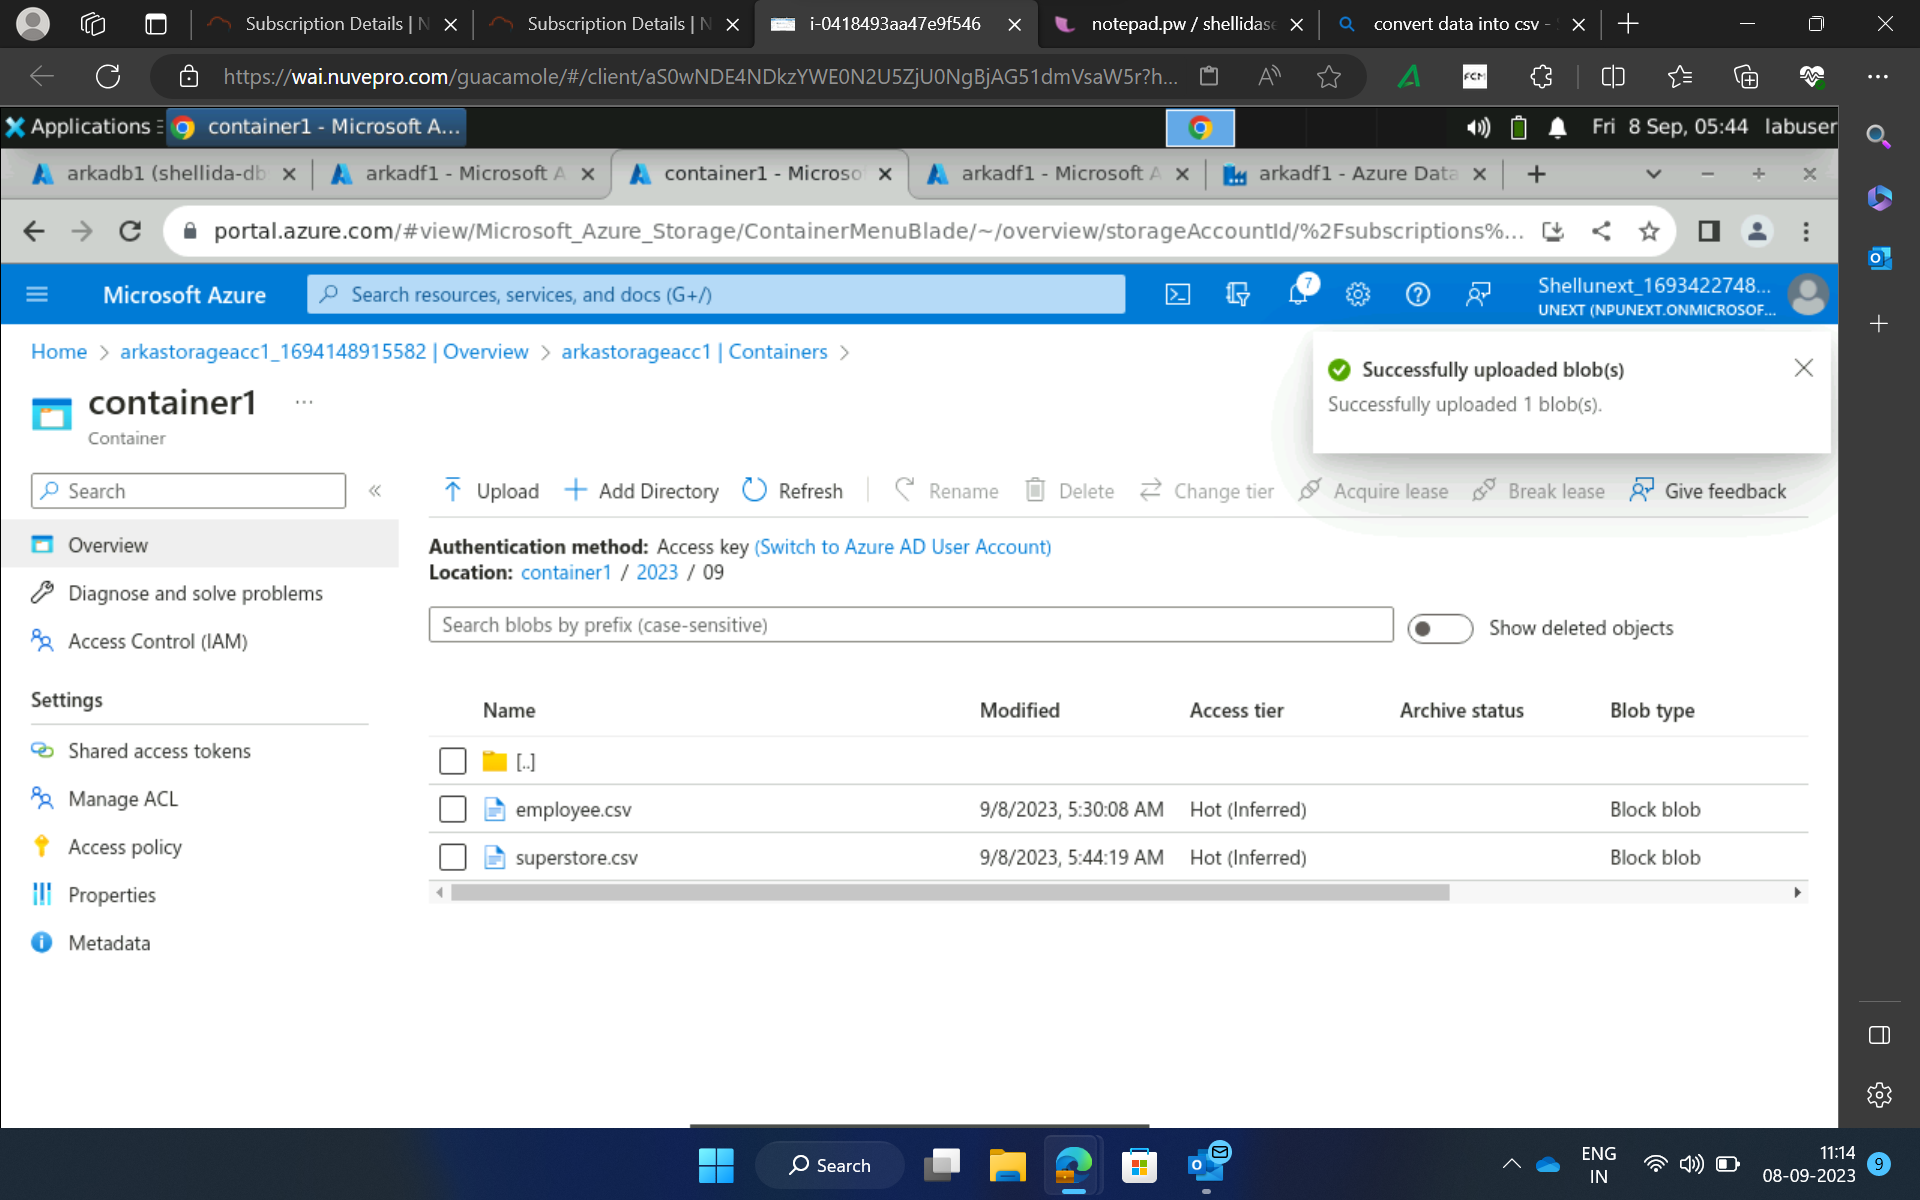 Subscription Details | N
Subscription Details | N
i-0418493aa47e9f546
notepad.pw / shellidase
convert data into csv -
https://wai.nuvepro.com/guacamole/#/client/aS0wNDE4NDkzYWE0N2U5ZjU0NgBjAG51dmVsaW5r?h...
FCM
Applications
container1 - Microsoft A...
Fri 8 Sep, 05:44 labuser
arkadb1 (shellida-db
arkadf1 - Microsoft A
container1 - Microso
arkadf1 - Microsoft A
arkadf1 - Azure Data
portal.azure.com/#view/Microsoft_Azure_Storage/ContainerMenuBlade/~/overview/storageAccountId/%2Fsubscriptions%...
Microsoft Azure
Search resources, services, and docs (G+/)
7
Shellunext_1693422748...
UNEXT (NPUNEXT.ONMICROSOF...
Home > arkastorageacc1_1694148915582 | Overview > arkastorageacc1 | Containers >
Successfully uploaded blob(s)
Successfully uploaded 1 blob(s).
container1 ...
Container
Search
«
Upload
Add Directory
Refresh
Rename
Delete
Change tier
Acquire lease
Break lease
Give feedback
Overview
Diagnose and solve problems
Access Control (IAM)
Settings
Shared access tokens
Manage ACL
Access policy
Properties
Metadata
Authentication method: Access key (Switch to Azure AD User Account)
Location: container1 / 2023 / 09
Search blobs by prefix (case-sensitive)
Show deleted objects
Name Modified Access tier Archive status Blob type
[..]
employee.csv 9/8/2023, 5:30:08 AM Hot (Inferred) Block blob
superstore.csv 9/8/2023, 5:44:19 AM Hot (Inferred) Block blob
Search
ENG
IN
11:14
08-09-2023
9